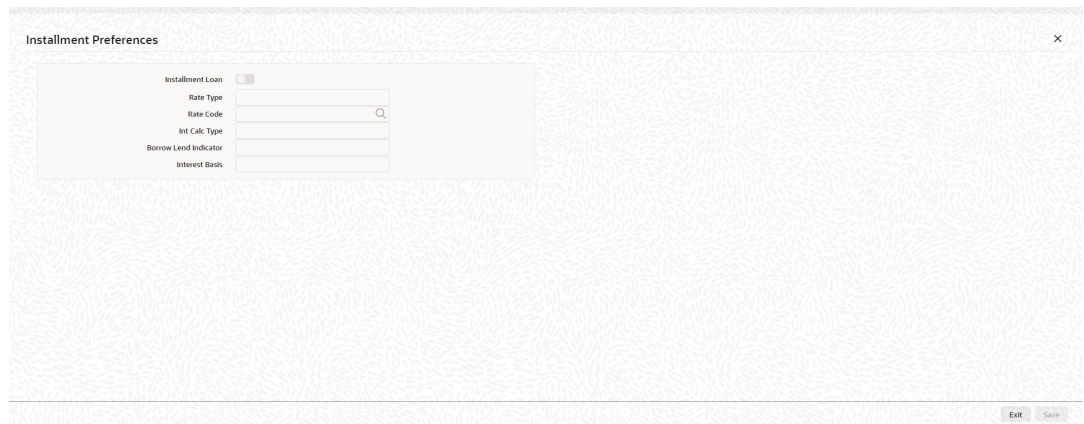 Installment Preferences
Installment Loan
Rate Type
Rate Code
Int Calc Type
Borrow Lend Indicator
Interest Basis
Exit Save